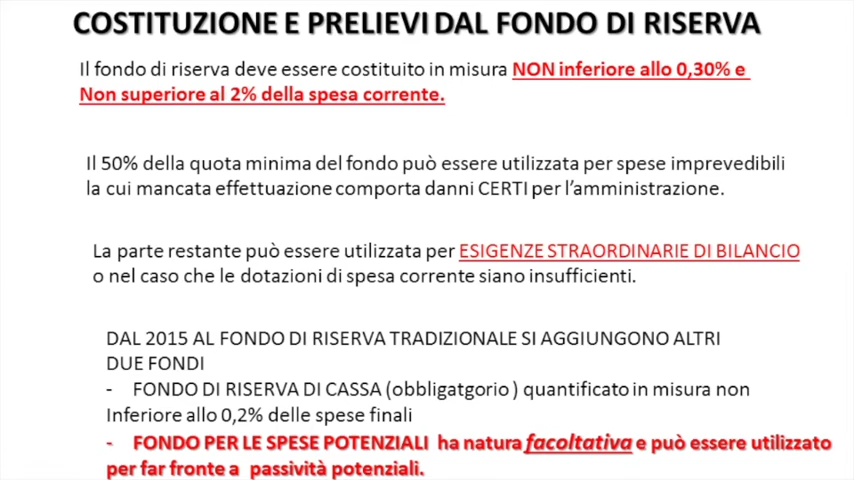 COSTITUZIONE E PRELIEVI DAL FONDO DI RISERVA
Il fondo di riserva deve essere costituito in misura NON inferiore allo 0,30% e
Non superiore al 2% della spesa corrente.
Il 50% della quota minima del fondo può essere utilizzata per spese imprevedibili
la cui mancata effettuazione comporta danni CERTI per l’amministrazione.
La parte restante può essere utilizzata per ESIGENZE STRAORDINARIE DI BILANCIO
o nel caso che le dotazioni di spesa corrente siano insufficienti.
DAL 2015 AL FONDO DI RISERVA TRADIZIONALE SI AGGIUNGONO ALTRI
DUE FONDI
- FONDO DI RISERVA DI CASSA (obbligatgorio ) quantificato in misura non
Inferiore allo 0,2% delle spese finali
- FONDO PER LE SPESE POTENZIALI ha natura facoltativa e può essere utilizzato
per far fronte a passività potenziali.